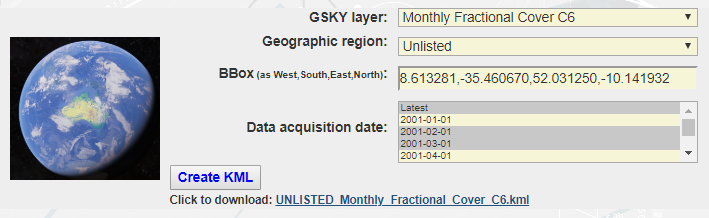 GSKY layer: Monthly Fractional Cover C6
Geographic region: Unlisted
BBox (as West,South,East,North): 8.613281,-35.460670,52.031250,-10.141932
Data acquisition date:
Latest
2001-01-01
2001-02-01
2001-03-01
2001-04-01
Create KML
Click to download: UNLISTED_Monthly_Fractional_Cover_C6.kml